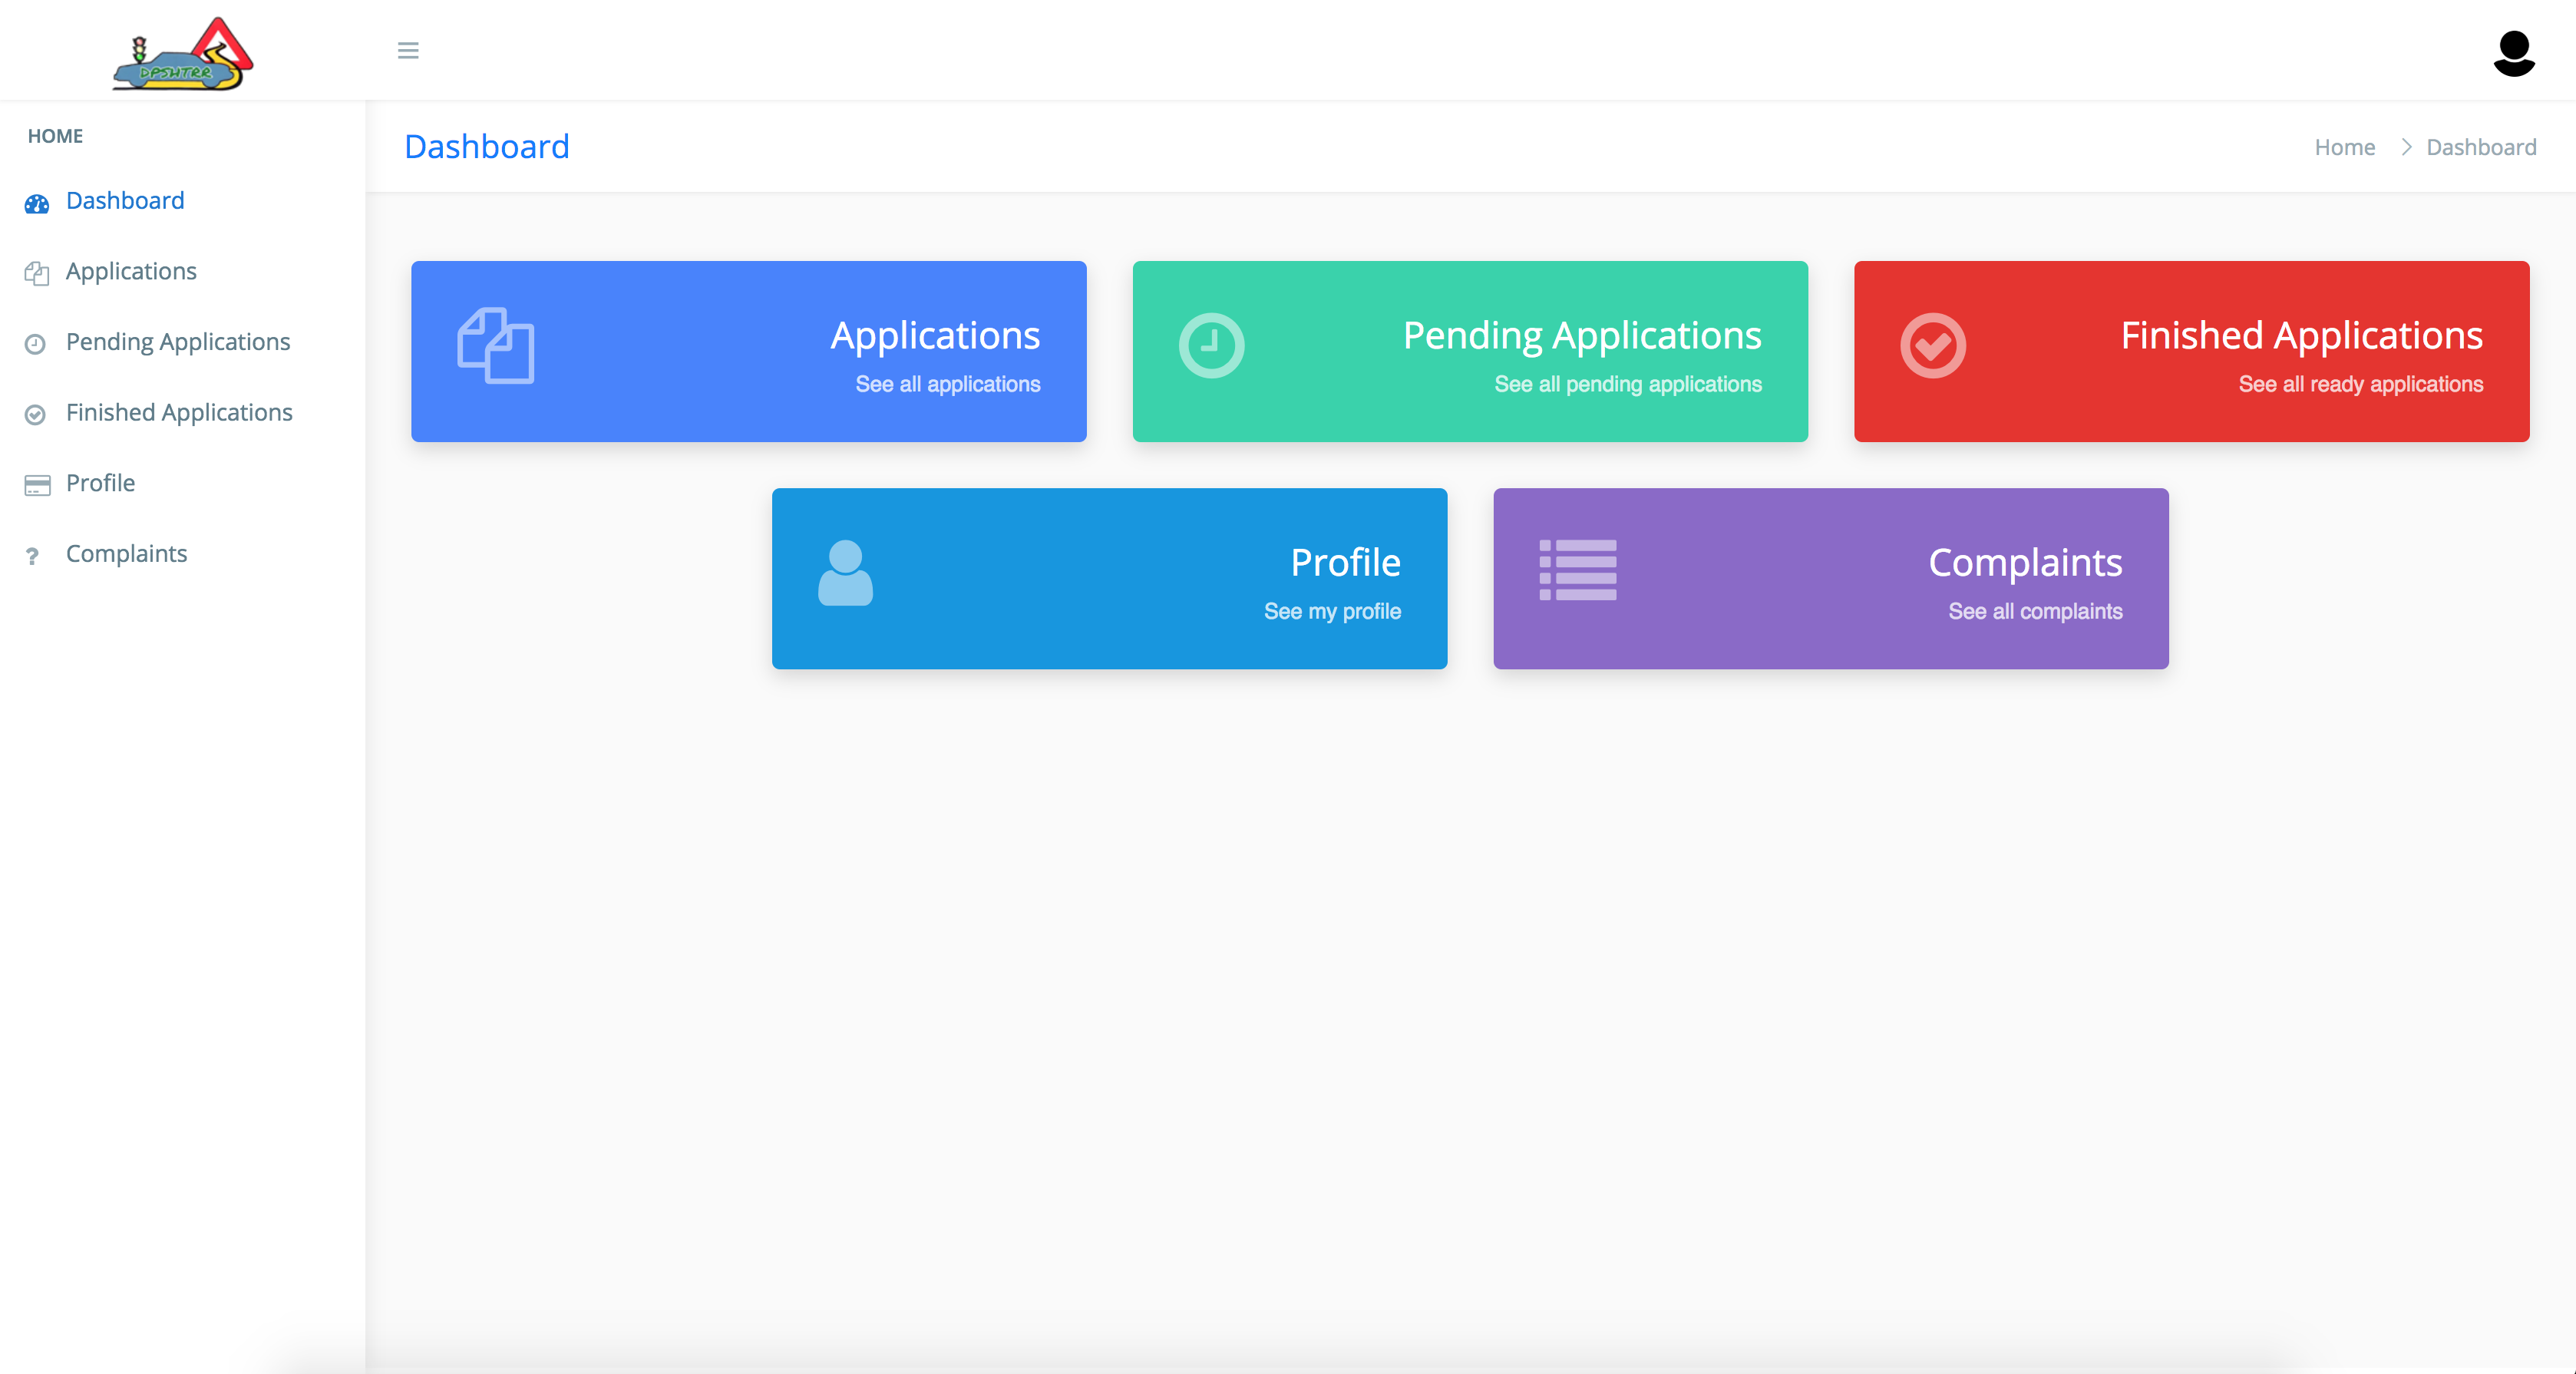 DPSHTRR
HOME
Dashboard
Applications
Pending Applications
Finished Applications
Profile
Complaints
Dashboard
Home > Dashboard
Applications
See all applications
Pending Applications
See all pending applications
Finished Applications
See all ready applications
Profile
See my profile
Complaints
See all complaints